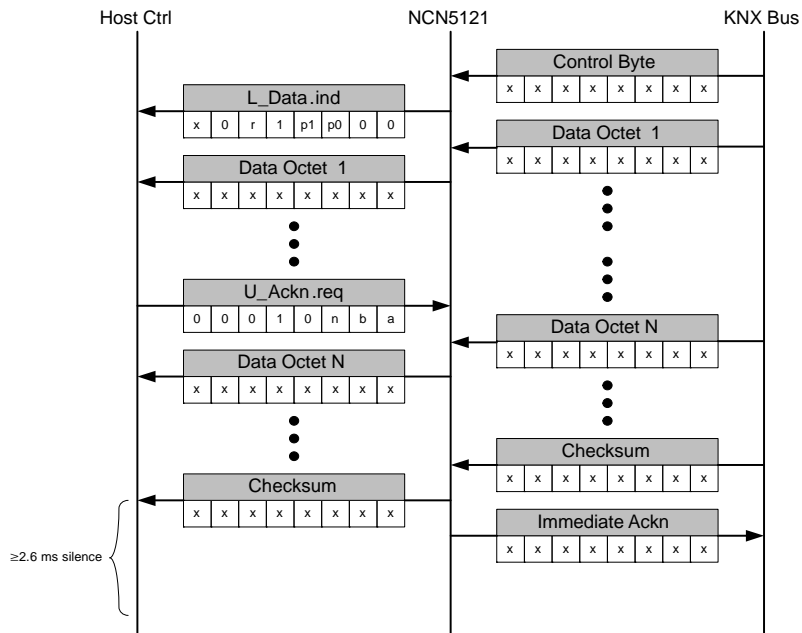 Host Ctrl NCN5121 KNX Bus
Control Byte
x x x x x x x x
L_Data.ind
x 0 r 1 p1 p0 0 0
Data Octet 1
x x x x x x x x
Data Octet 1
x x x x x x x x
U_Ackn.req
0 0 0 1 0 n b a
Data Octet N
x x x x x x x x
Data Octet N
x x x x x x x x
Checksum
x x x x x x x x
Checksum
x x x x x x x x
Immediate Ackn
x x x x x x x x
≥2.6 ms silence